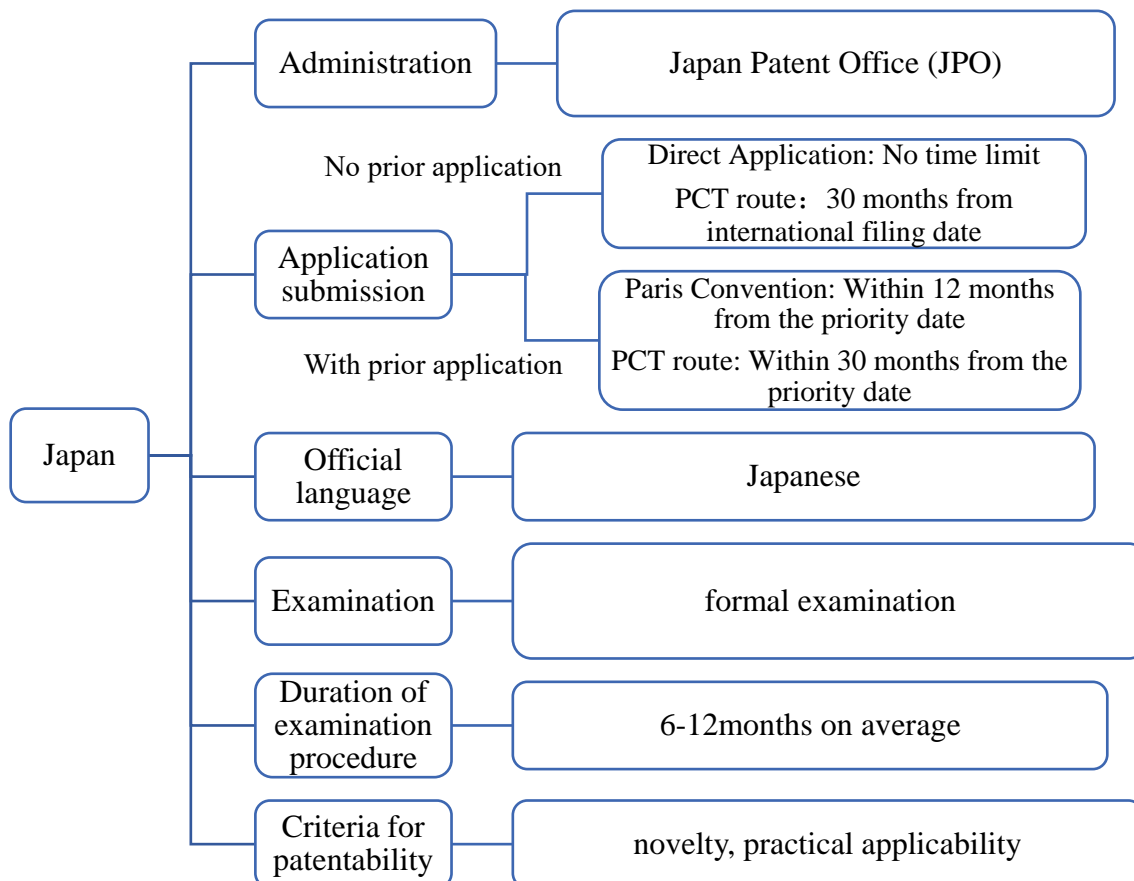 Administration
Japan Patent Office (JPO)
No prior application
Direct Application: No time limit
PCT route：30 months from
international filing date
Application
submission
Paris Convention: Within 12 months
from the priority date
With prior application
PCT route: Within 30 months from the
priority date
Japan
Official
language
Japanese
Examination
formal examination
Duration of
examination
procedure
6-12months on average
Criteria for
patentability
novelty, practical applicability